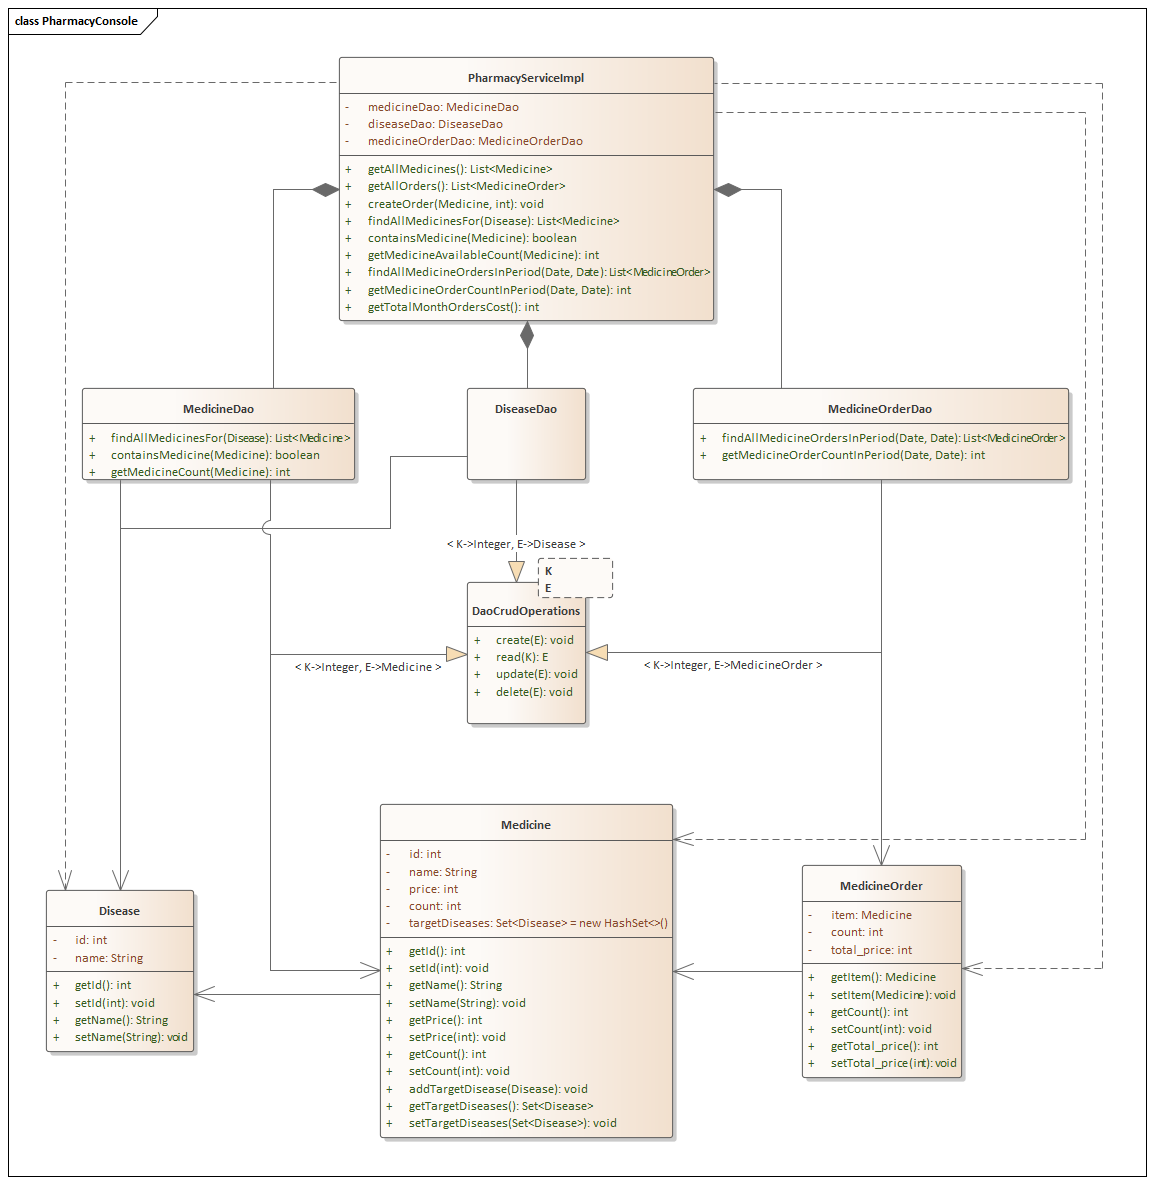 class PharmacyConsole
PharmacyServiceImpl
- medicineDao: MedicineDao
- diseaseDao: DiseaseDao
- medicineOrderDao: MedicineOrderDao
+ getAllMedicines(): List<Medicine>
+ getAllOrders(): List<MedicineOrder>
+ createOrder(Medicine, int): void
+ findAllMedicinesFor(Disease): List<Medicine>
+ containsMedicine(Medicine): boolean
+ getMedicineAvailableCount(Medicine): int
+ findAllMedicineOrdersInPeriod(Date, Date): List<MedicineOrder>
+ getMedicineOrderCountInPeriod(Date, Date): int
+ getTotalMonthOrdersCost(): int
MedicineDao
+ findAllMedicinesFor(Disease): List<Medicine>
+ containsMedicine(Medicine): boolean
+ getMedicineCount(Medicine): int
DiseaseDao
MedicineOrderDao
+ findAllMedicineOrdersInPeriod(Date, Date): List<MedicineOrder>
+ getMedicineOrderCountInPeriod(Date, Date): int
< K->Integer, E->Disease >
K
E
DaoCrudOperations
+ create(E): void
+ read(K): E
+ update(E): void
+ delete(E): void
< K->Integer, E->Medicine >
< K->Integer, E->MedicineOrder >
Medicine
- id: int
- name: String
- price: int
- count: int
- targetDiseases: Set<Disease> = new HashSet<>()
+ getId(): int
+ setId(int): void
+ getName(): String
+ setName(String): void
+ getPrice(): int
+ setPrice(int): void
+ getCount(): int
+ setCount(int): void
+ addTargetDisease(Disease): void
+ getTargetDiseases(): Set<Disease>
+ setTargetDiseases(Set<Disease>): void
MedicineOrder
- item: Medicine
- count: int
- total_price: int
+ getItem(): Medicine
+ setItem(Medicine): void
+ getCount(): int
+ setCount(int): void
+ getTotal_price(): int
+ setTotal_price(int): void
Disease
- id: int
- name: String
+ getId(): int
+ setId(int): void
+ getName(): String
+ setName(String): void